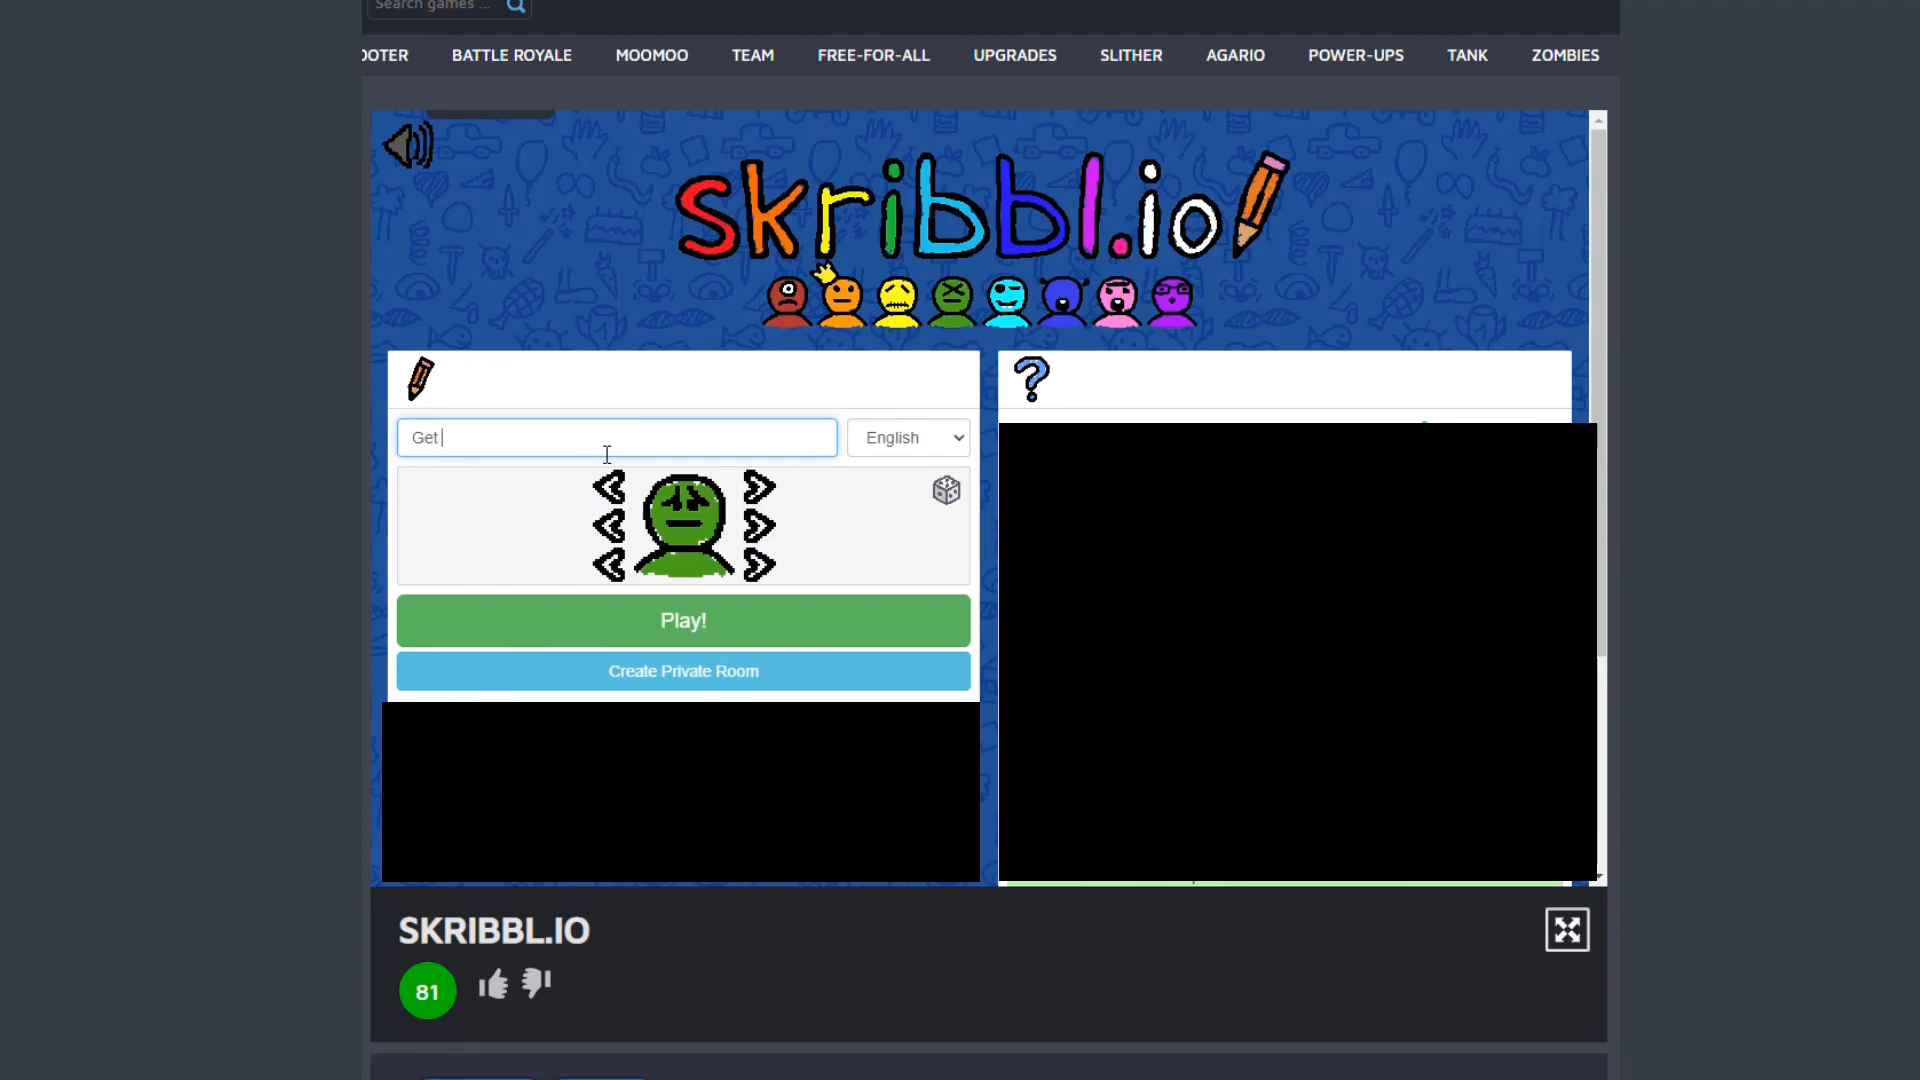 Search games ...
OOTER BATTLE ROYALE MOOMOO TEAM FREE-FOR-ALL UPGRADES SLITHER AGARIO POWER-UPS TANK ZOMBIES
skribbl.io
Get
English
Play!
Create Private Room
SKRIBBL.IO
81